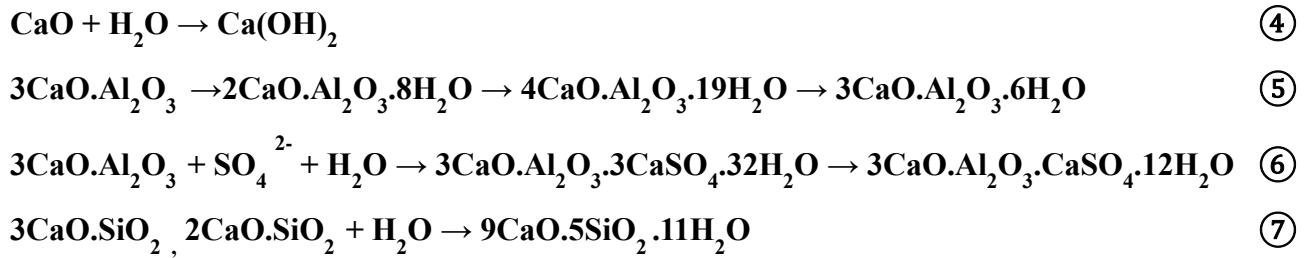 CaO + H₂O → Ca(OH)₂ ④
3CaO.Al₂O₃ →2CaO.Al₂O₃.8H₂O → 4CaO.Al₂O₃.19H₂O → 3CaO.Al₂O₃.6H₂O ⑤
3CaO.Al₂O₃ + SO₄ ²⁻ + H₂O → 3CaO.Al₂O₃.3CaSO₄.32H₂O → 3CaO.Al₂O₃.CaSO₄.12H₂O ⑥
3CaO.SiO₂ , 2CaO.SiO₂ + H₂O → 9CaO.5SiO₂.11H₂O ⑦